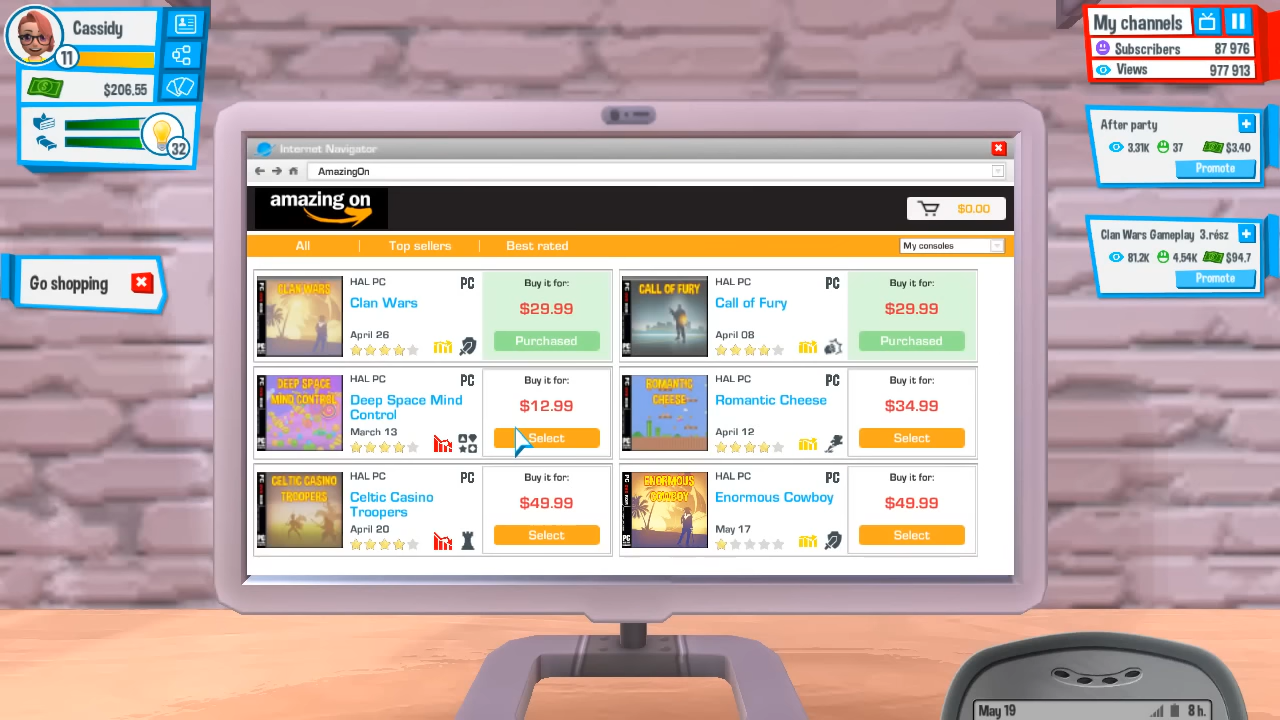 Cassidy
11
$206.55
32
My channels
Subscribers 87 976
Views 977 913
After party
3.31K 37 $3.40
Promote
Clan Wars Gameplay 3.rész
81.2K 4.54K $94.7
Promote
Go shopping
Internet Navigator
AmazingOn
amazing on
$0.00
All Top sellers Best rated My consoles
CLAN WARS
HAL PC PC
Clan Wars
April 26
Buy it for:
$29.99
Purchased
CALL OF FURY
HAL PC PC
Call of Fury
April 08
Buy it for:
$29.99
Purchased
DEEP SPACE
MIND CONTROL
HAL PC PC
Deep Space Mind
Control
March 13
Buy it for:
$12.99
Select
ROMANTIC
CHEESE
HAL PC PC
Romantic Cheese
April 12
Buy it for:
$34.99
Select
CELTIC CASINO
TROOPERS
HAL PC PC
Celtic Casino
Troopers
April 20
Buy it for:
$49.99
Select
ENORMOUS
COWBOY
HAL PC PC
Enormous Cowboy
May 17
Buy it for:
$49.99
Select
May 19 8 h.